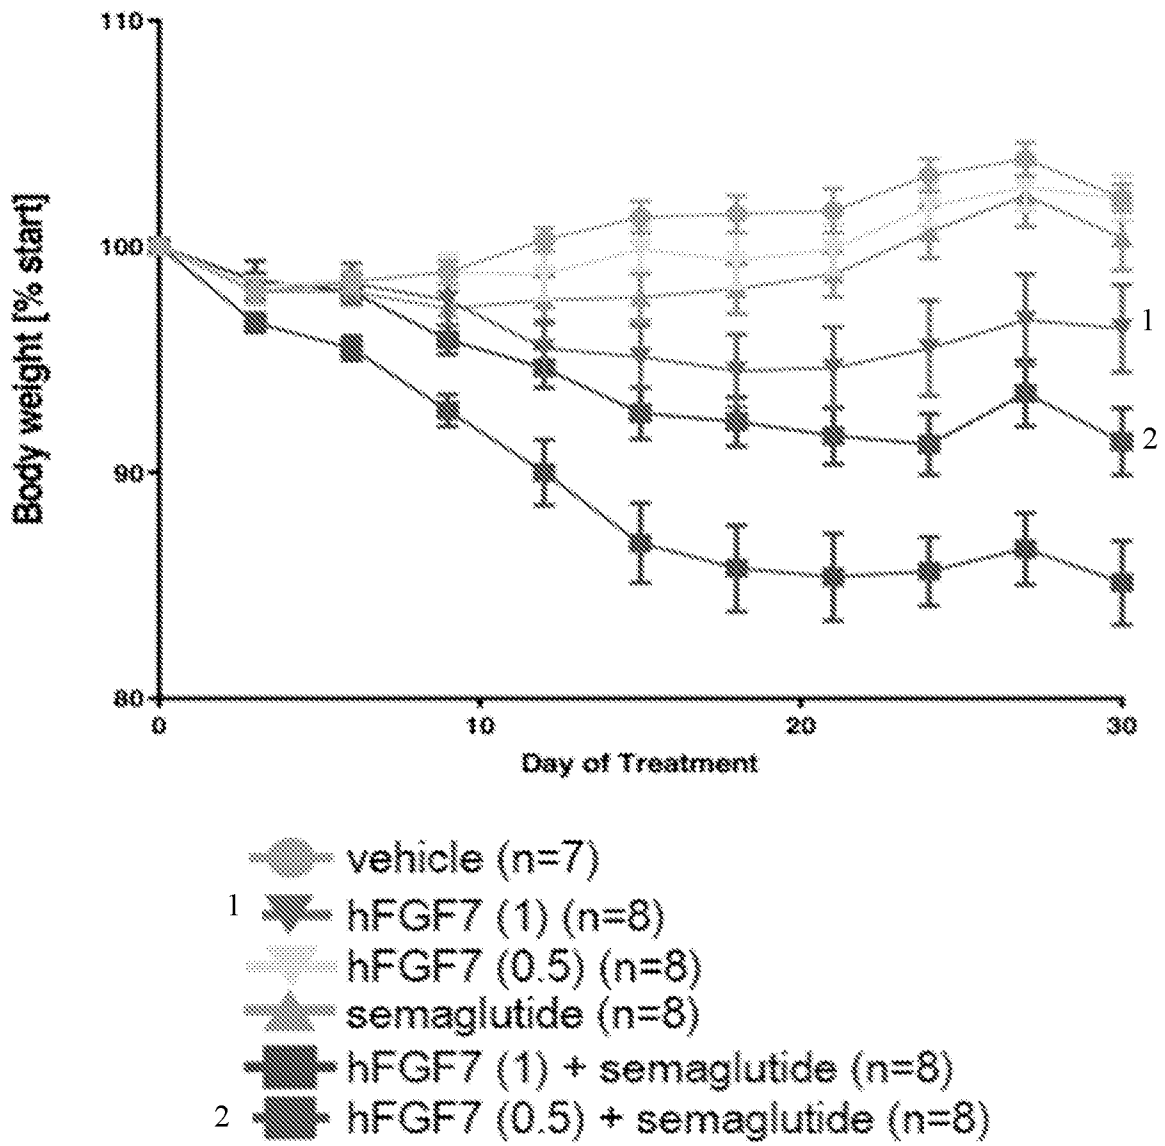 110
100
90
80
Body weight [% start]
0 10 20 30
Day of Treatment
1
2
vehicle (n=7)
1 hFGF7 (1) (n=8)
hFGF7 (0.5) (n=8)
semaglutide (n=8)
hFGF7 (1) + semaglutide (n=8)
2 hFGF7 (0.5) + semaglutide (n=8)